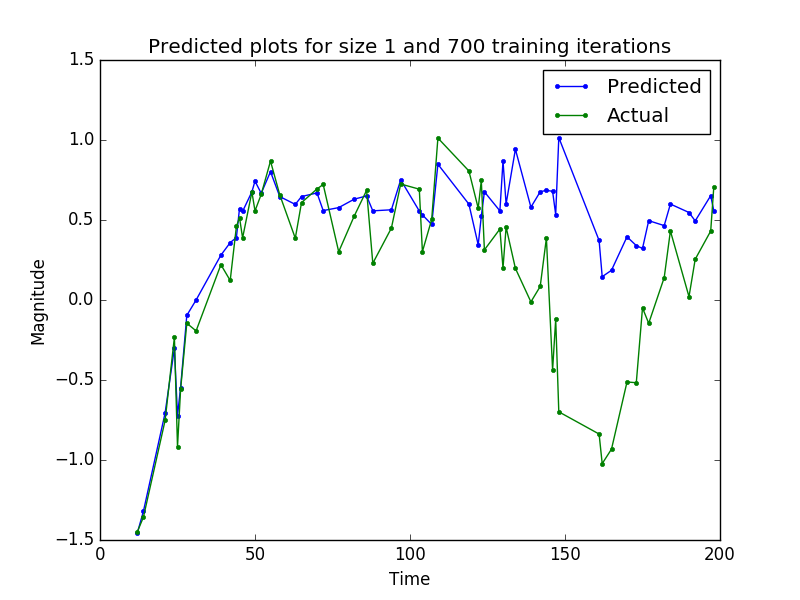 Predicted plots for size 1 and 700 training iterations
1.5
Predicted
Actual
1.0
0.5
0.0
−0.5
−1.0
−1.5
Magnitude
0
50
100
150
200
Time